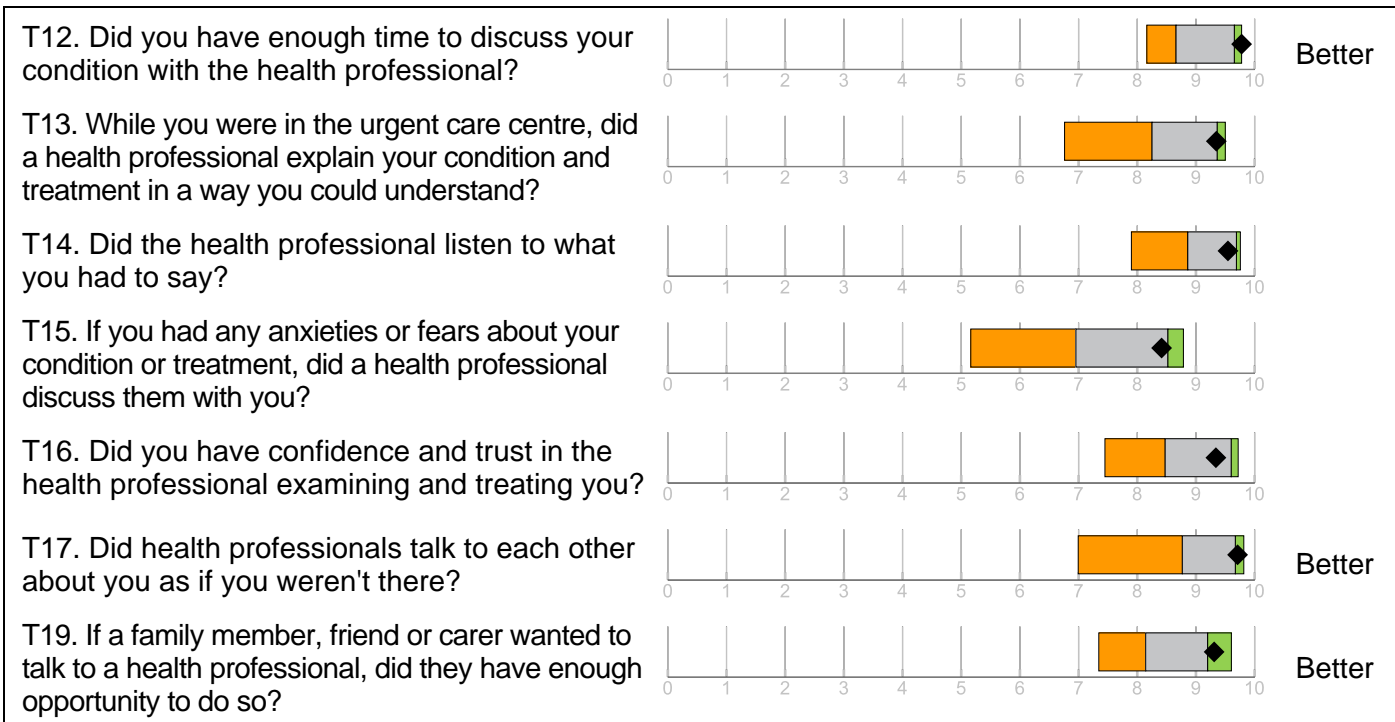 T12. Did you have enough time to discuss your
condition with the health professional?
0 1 2 3 4 5 6 7 8 9 10
Better
T13. While you were in the urgent care centre, did
a health professional explain your condition and
treatment in a way you could understand?
0 1 2 3 4 5 6 7 8 9 10
T14. Did the health professional listen to what
you had to say?
0 1 2 3 4 5 6 7 8 9 10
T15. If you had any anxieties or fears about your
condition or treatment, did a health professional
discuss them with you?
0 1 2 3 4 5 6 7 8 9 10
T16. Did you have confidence and trust in the
health professional examining and treating you?
0 1 2 3 4 5 6 7 8 9 10
T17. Did health professionals talk to each other
about you as if you weren't there?
0 1 2 3 4 5 6 7 8 9 10
Better
T19. If a family member, friend or carer wanted to
talk to a health professional, did they have enough
opportunity to do so?
0 1 2 3 4 5 6 7 8 9 10
Better